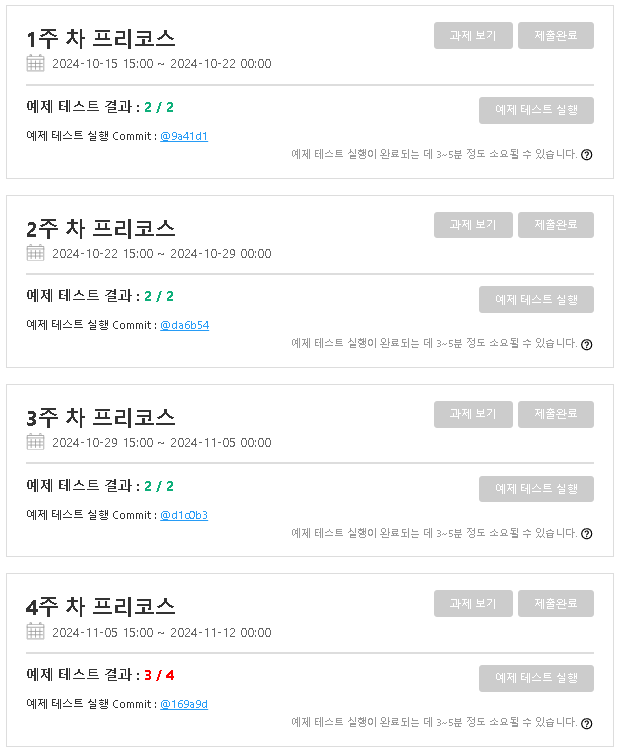 1주 차 프리코스
과제 보기
제출완료
2024-10-15 15:00 ~ 2024-10-22 00:00
예제 테스트 결과 : 2 / 2
예제 테스트 실행
예제 테스트 실행 Commit : @9a41d1
예제 테스트 실행이 완료되는 데 3~5분 정도 소요될 수 있습니다. ?
2주 차 프리코스
과제 보기
제출완료
2024-10-22 15:00 ~ 2024-10-29 00:00
예제 테스트 결과 : 2 / 2
예제 테스트 실행
예제 테스트 실행 Commit : @da6b54
예제 테스트 실행이 완료되는 데 3~5분 정도 소요될 수 있습니다. ?
3주 차 프리코스
과제 보기
제출완료
2024-10-29 15:00 ~ 2024-11-05 00:00
예제 테스트 결과 : 2 / 2
예제 테스트 실행
예제 테스트 실행 Commit : @d1c0b3
예제 테스트 실행이 완료되는 데 3~5분 정도 소요될 수 있습니다. ?
4주 차 프리코스
과제 보기
제출완료
2024-11-05 15:00 ~ 2024-11-12 00:00
예제 테스트 결과 : 3 / 4
예제 테스트 실행
예제 테스트 실행 Commit : @169a9d
예제 테스트 실행이 완료되는 데 3~5분 정도 소요될 수 있습니다. ?